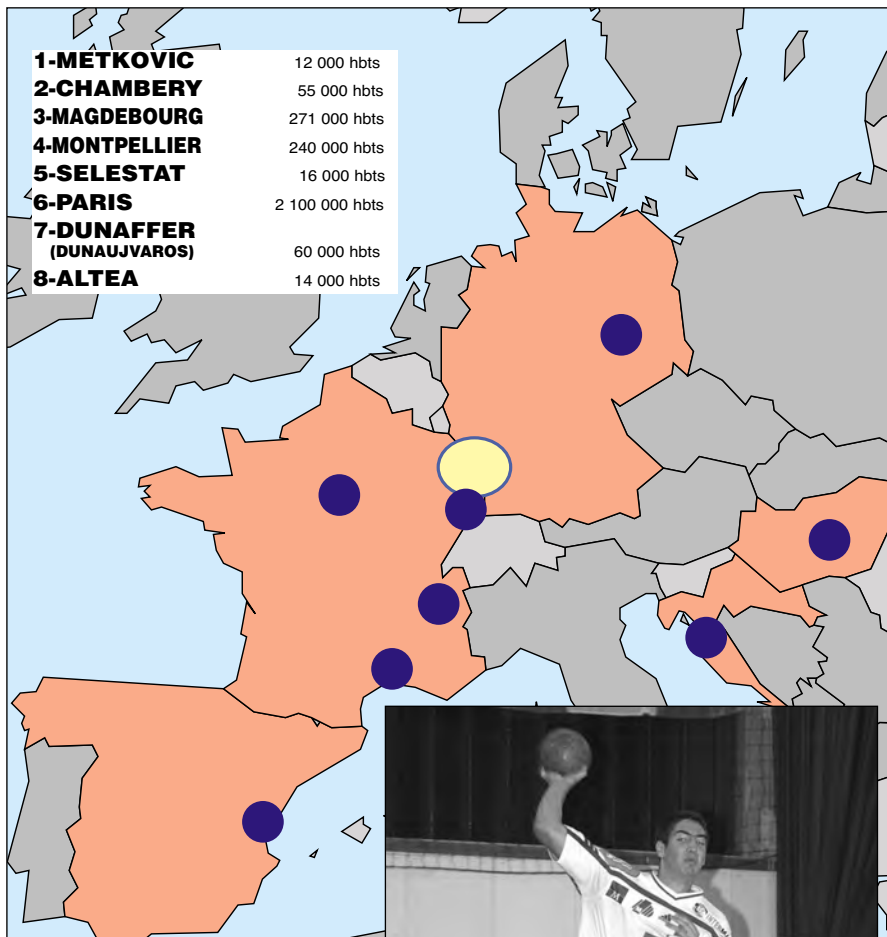 1-METKOVIC 12 000 hbts
2-CHAMBERY 55 000 hbts
3-MAGDEBOURG 271 000 hbts
4-MONTPELLIER 240 000 hbts
5-SELESTAT 16 000 hbts
6-PARIS 2 100 000 hbts
7-DUNAFFER
(DUNAUJVAROS) 60 000 hbts
8-ALTEA 14 000 hbts